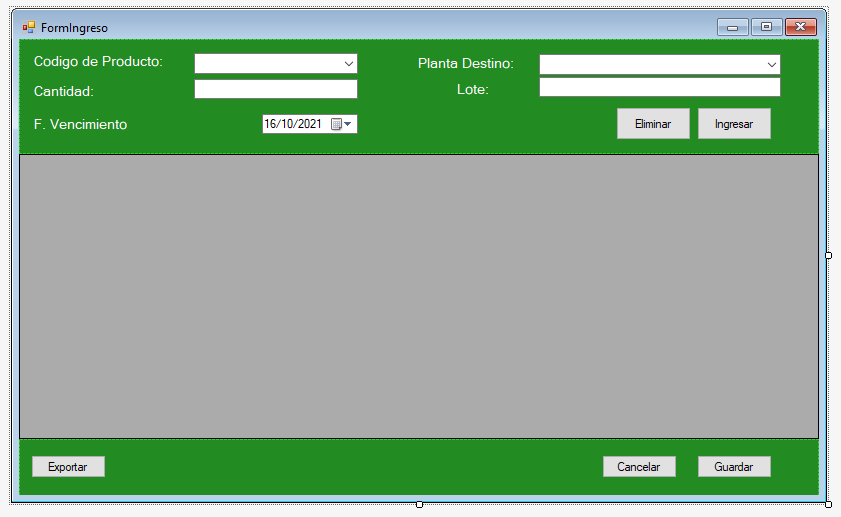 FormIngreso
Codigo de Producto:
Planta Destino:
Cantidad:
Lote:
F. Vencimiento
16/10/2021
Eliminar
Ingresar
Exportar
Cancelar
Guardar